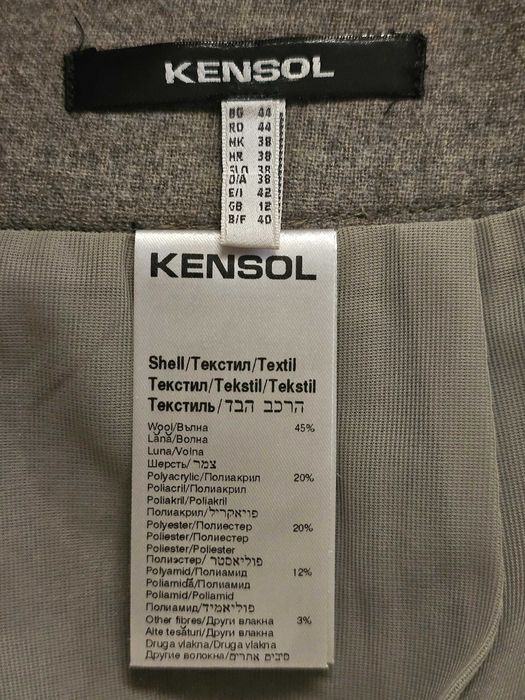 KENSOL
BG 44
RO 44
MK 38
HR 38
SLO 38
D/A 38
E/I 42
GB 12
B/F 40
KENSOL
Shell/Текстил/Textil
Текстил/Tekstil/Tekstil
Текстиль/הרכב הבד
Wool/Вълна 45%
Lână/Волна
Luna/Volna
Шерсть/צמר
Polyacrylic/Полиакрил 20%
Poliacril/Полиакрил
Poliakril/Poliakril
Полиакрил/פויאקריל
Polyester/Полиестер 20%
Poliester/Полиестер
Poliester/Poliester
Полиэстер/פוליאסטר
Polyamid/Полиамид 12%
Poliamidă/Полиамид
Poliamid/Poliamid
Полиамид/פוליאמיד
Other fibres/Други влакна 3%
Alte tesături/Други влакна
Druga vlakna/Druga vlakna
Другие волокна/סיבים אחרים